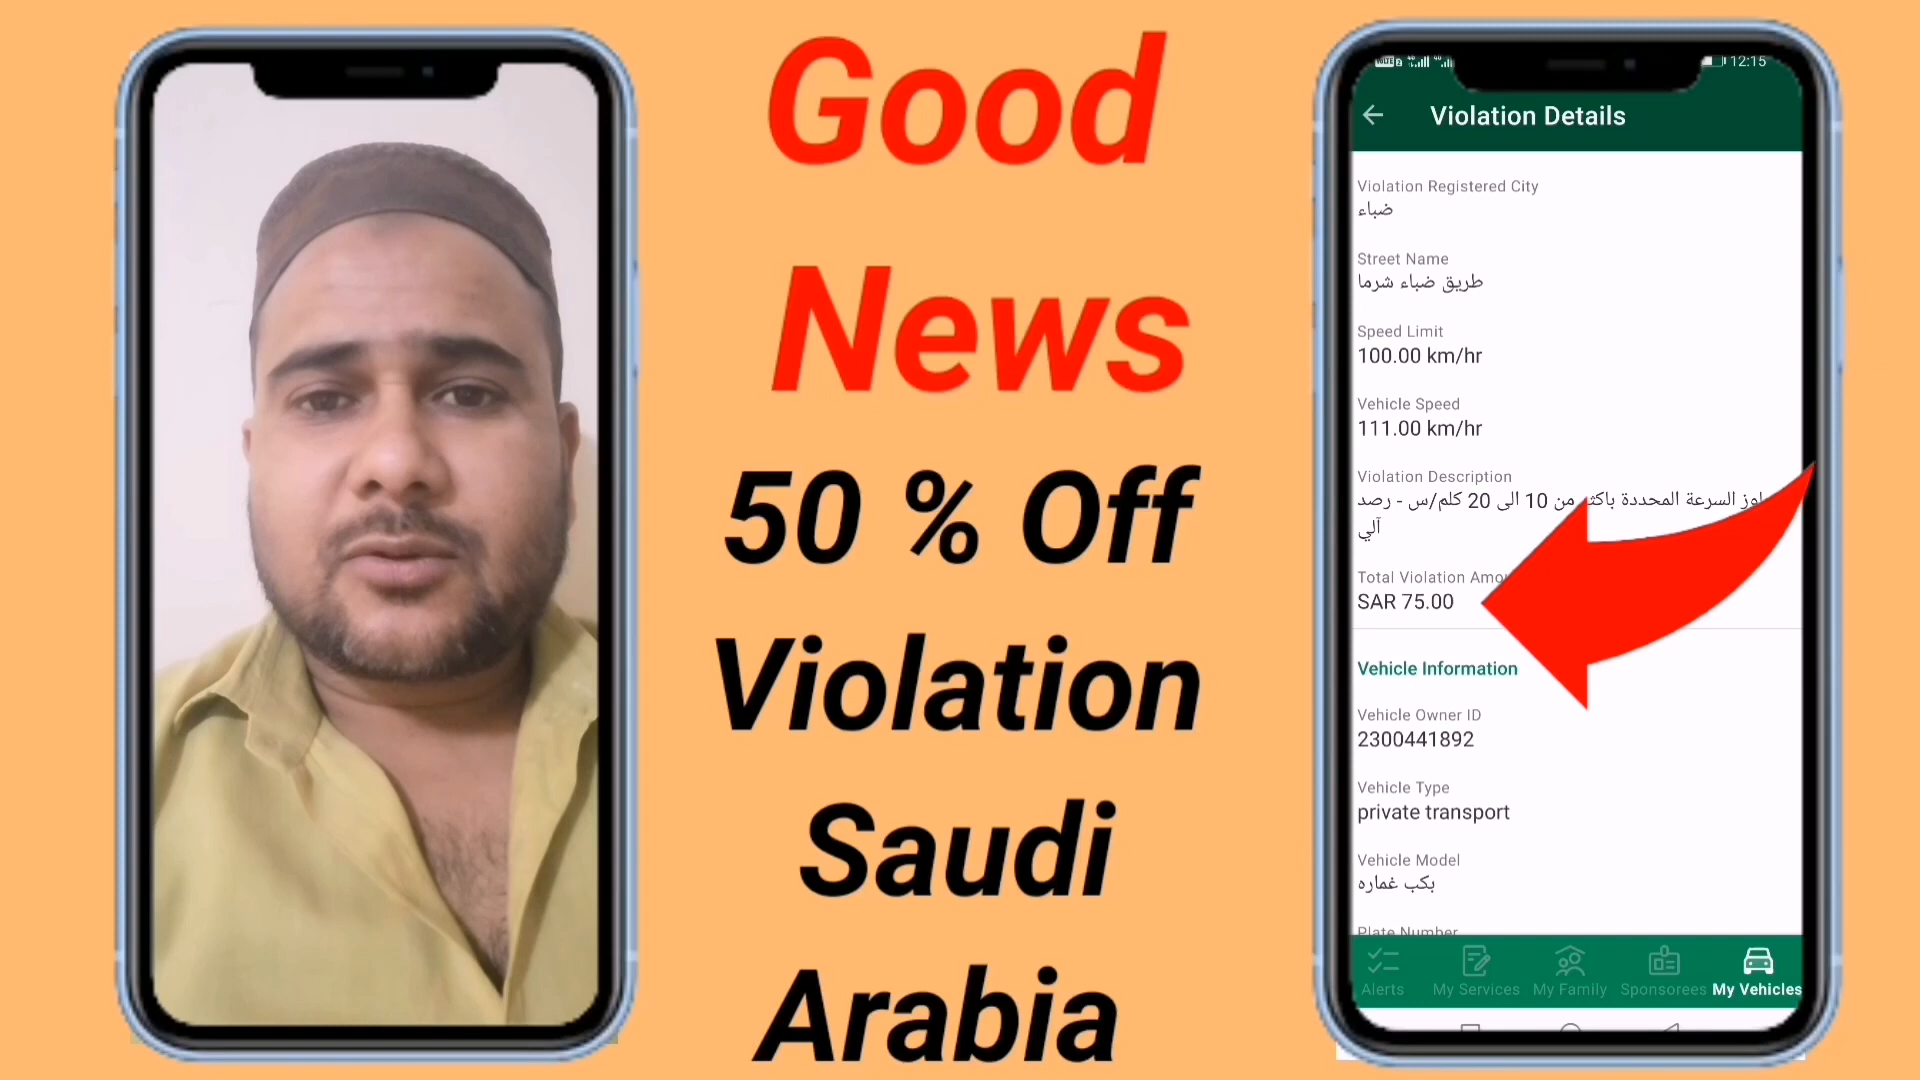 Good
News
50 % Off
Violation
Saudi
Arabia
12:15
Violation Details
Violation Registered City
ضباء
Street Name
طريق ضباء شرما
Speed Limit
100.00 km/hr
Vehicle Speed
111.00 km/hr
Violation Description
السرعة المحددة باكثر من 10 الى 20 كلم/س - رصد
آلي
Total Violation
SAR 75.00
Vehicle Information
Vehicle Owner ID
2300441892
Vehicle Type
private transport
Vehicle Model
بكب غماره
Plate Number
Alerts My Services My Family Sponsorees My Vehicles